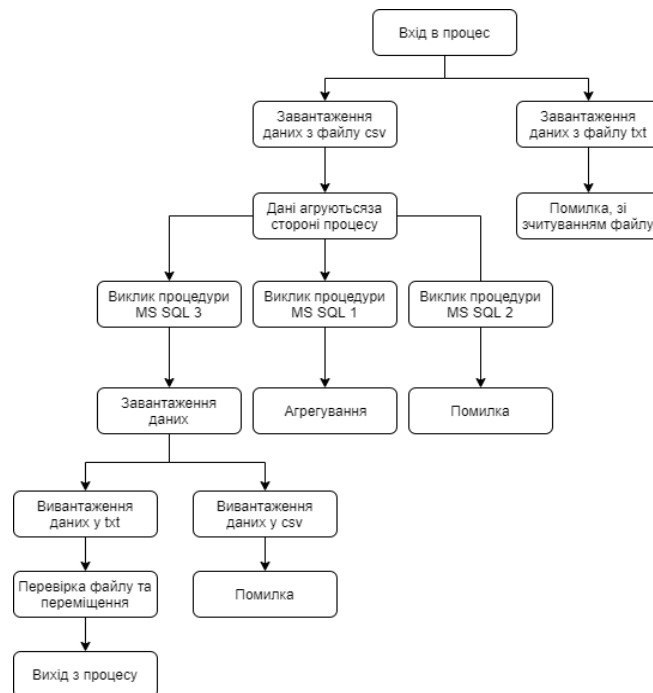 Вхід в процес
Завантаження
даних з файлу csv
Завантаження
даних з файлу txt
Дані агруютьсяза
стороні процесу
Помилка, зі
зчитуванням файлу
Виклик процедури
MS SQL 3
Виклик процедури
MS SQL 1
Виклик процедури
MS SQL 2
Завантаження
даних
Агрегування
Помилка
Вивантаження
даних у txt
Вивантаження
даних у csv
Перевірка файлу та
переміщення
Помилка
Вихід з процесу